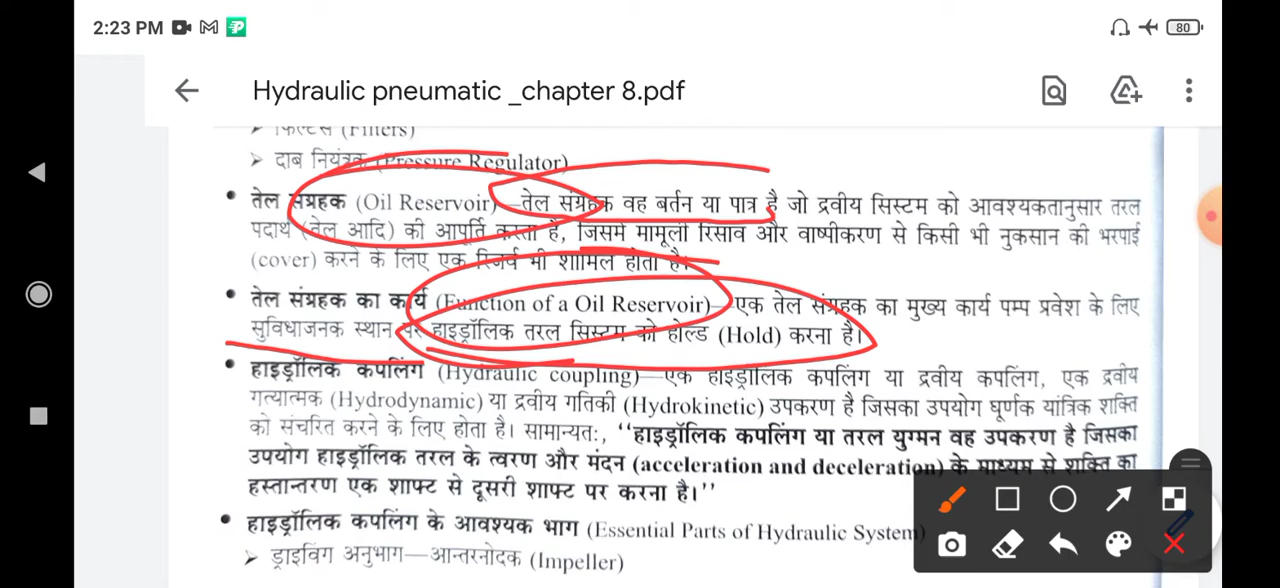 2:23 PM
80
Hydraulic pneumatic _chapter 8.pdf
➢ फिल्टर्स (Filters)
➢ दाब नियंत्रक (Pressure Regulator)
• तेल संग्रहक (Oil Reservoir)—तेल संग्रहक वह बर्तन या पात्र है जो द्रवीय सिस्टम को आवश्यकतानुसार तरल
पदार्थ (तेल आदि) की आपूर्ति करता है, जिसमें मामूली रिसाव और वाष्पीकरण से किसी भी नुकसान की भरपाई
(cover) करने के लिए एक रिजर्व भी शामिल होता है।
• तेल संग्रहक का कार्य (Function of a Oil Reservoir)—एक तेल संग्रहक का मुख्य कार्य पम्प प्रवेश के लिए
सुविधाजनक स्थान पर हाइड्रॉलिक तरल सिस्टम को होल्ड (Hold) करना है।
• हाइड्रॉलिक कपलिंग (Hydraulic coupling)—एक हाइड्रॉलिक कपलिंग या द्रवीय कपलिंग, एक द्रवीय
गत्यात्मक (Hydrodynamic) या द्रवीय गतिकी (Hydrokinetic) उपकरण है जिसका उपयोग घूर्णक यांत्रिक शक्ति
को संचरित करने के लिए होता है। सामान्यतः, ‘‘हाइड्रॉलिक कपलिंग या तरल युग्मन वह उपकरण है जिसका
उपयोग हाइड्रॉलिक तरल के त्वरण और मंदन (acceleration and deceleration) के माध्यम से शक्ति का
हस्तान्तरण एक शाफ्ट से दूसरी शाफ्ट पर करना है।’’
• हाइड्रॉलिक कपलिंग के आवश्यक भाग (Essential Parts of Hydraulic System)
➢ ड्राइविंग अनुभाग—आन्तरनोदक (Impeller)